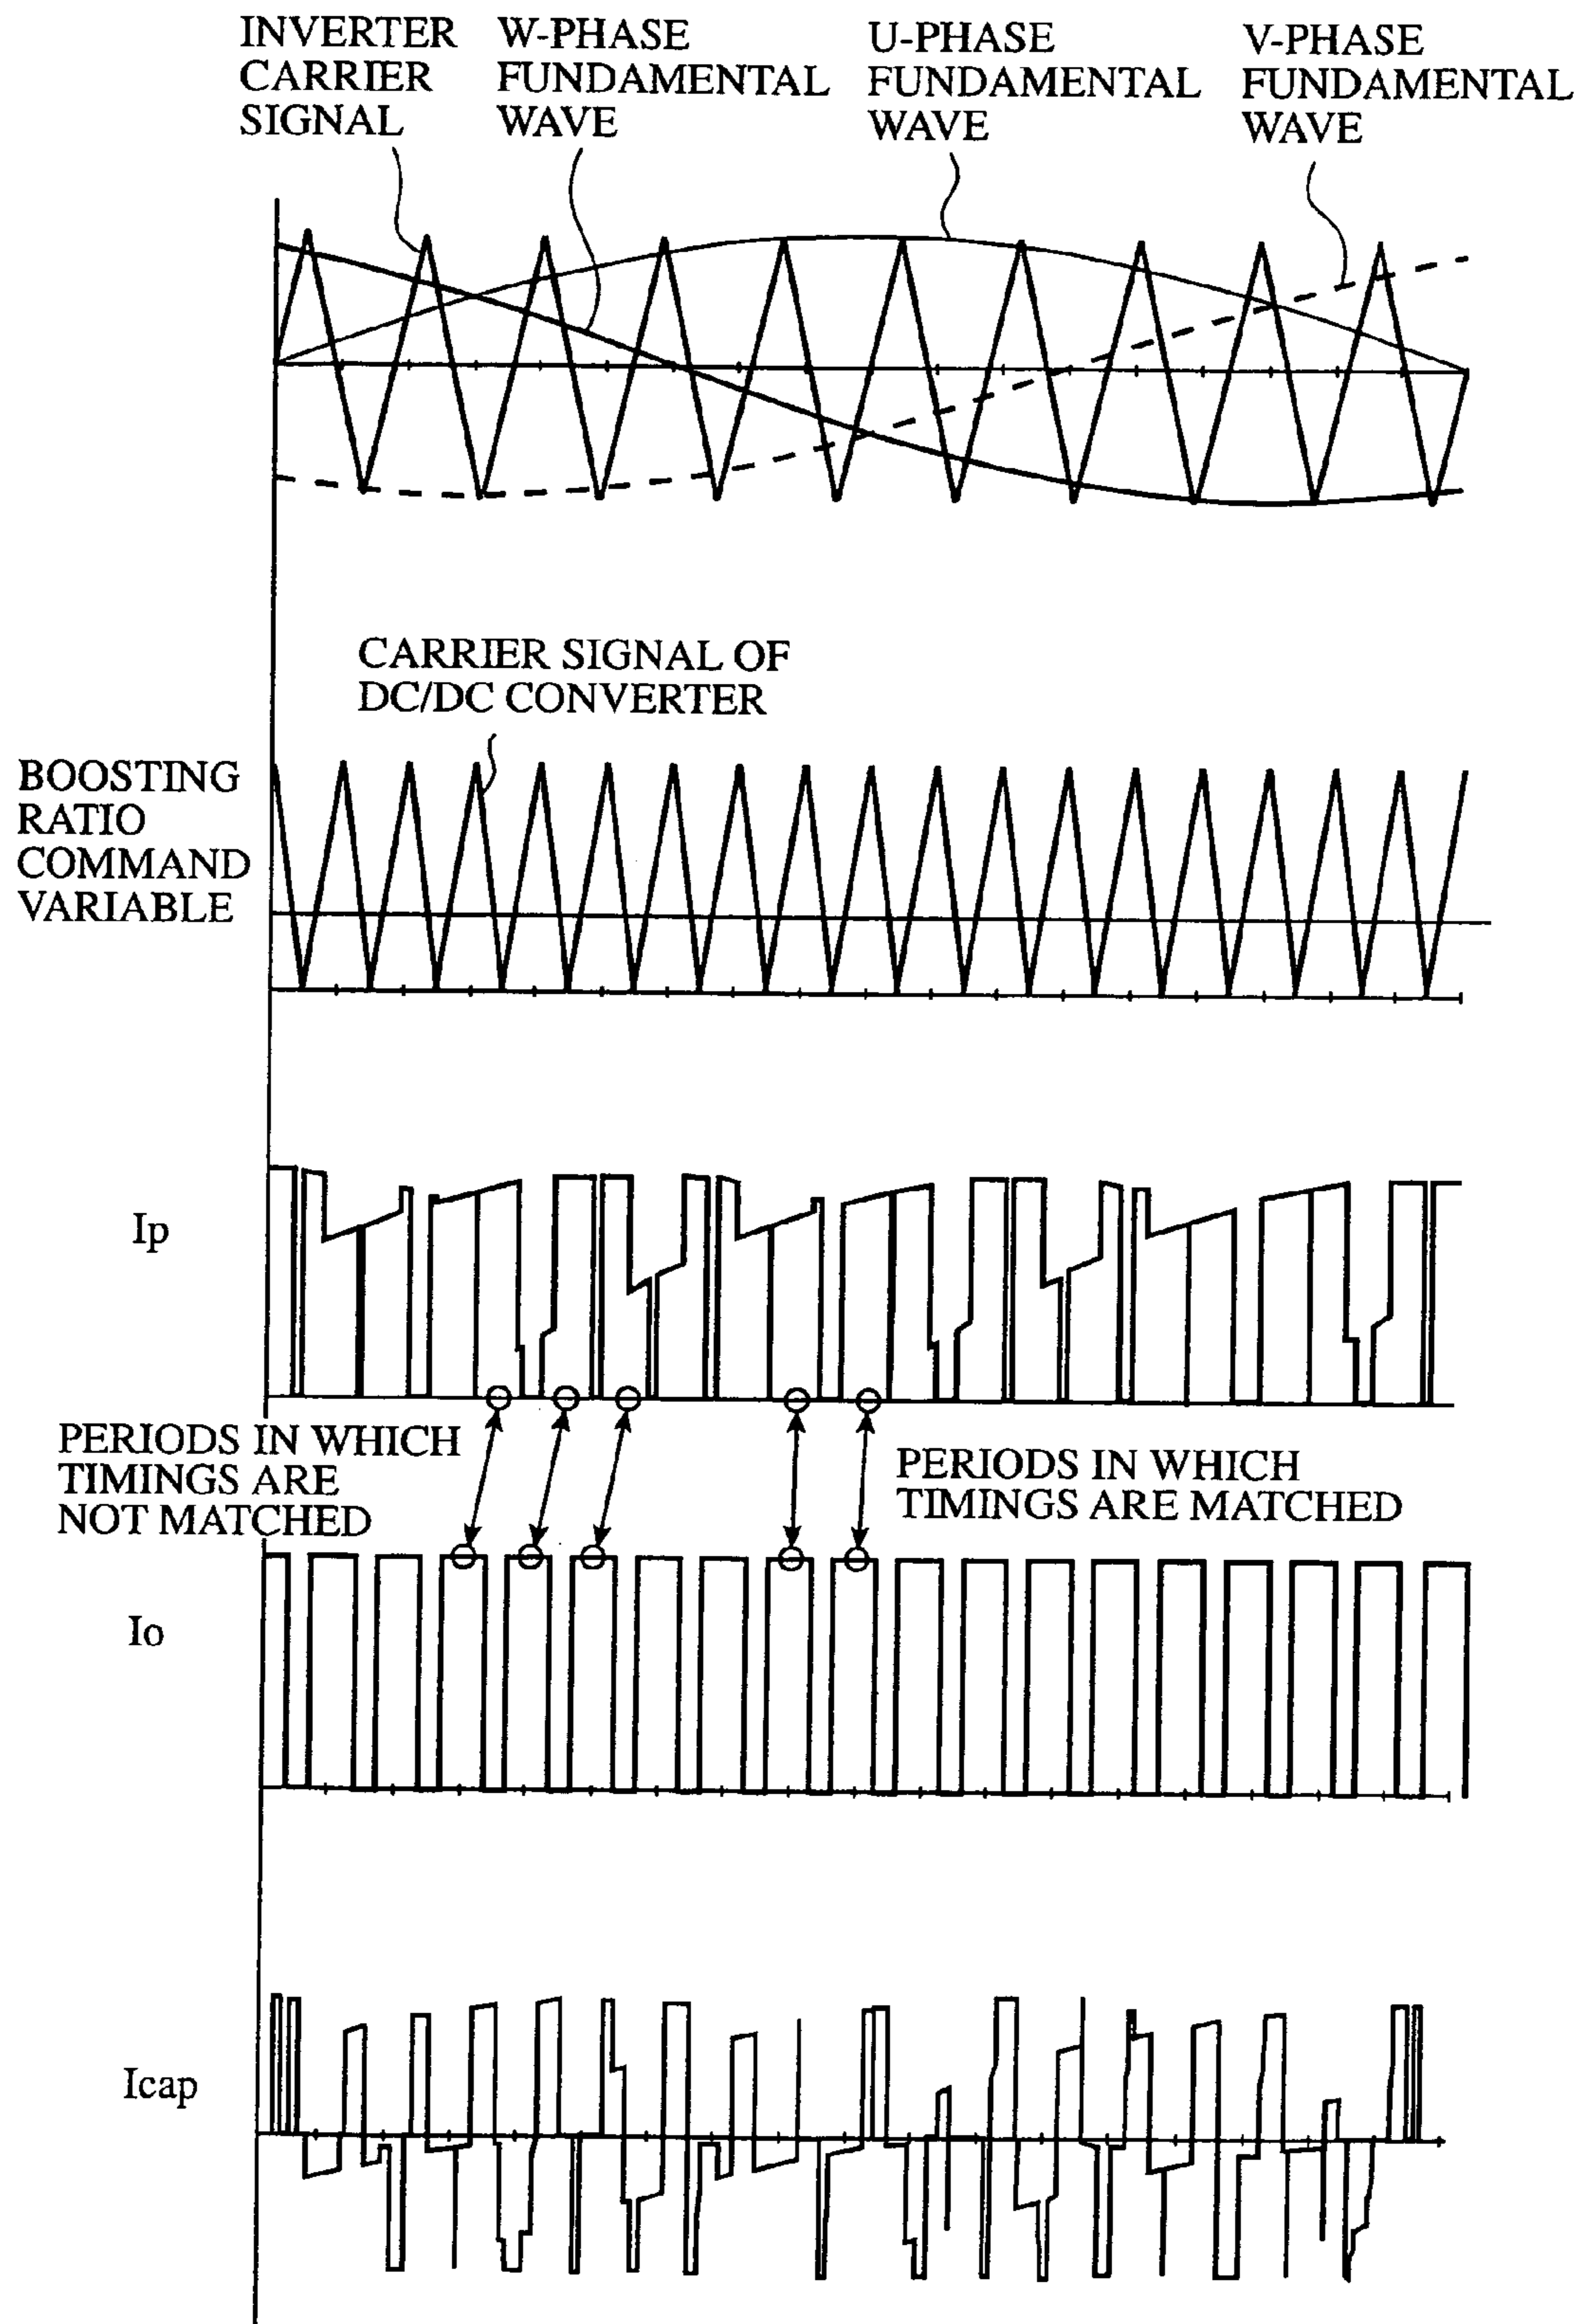 INVERTER
CARRIER
SIGNAL
W-PHASE
FUNDAMENTAL
WAVE
U-PHASE
FUNDAMENTAL
WAVE
V-PHASE
FUNDAMENTAL
WAVE
CARRIER SIGNAL OF
DC/DC CONVERTER
BOOSTING
RATIO
COMMAND
VARIABLE
Ip
PERIODS IN WHICH
TIMINGS ARE
NOT MATCHED
PERIODS IN WHICH
TIMINGS ARE MATCHED
Io
Icap